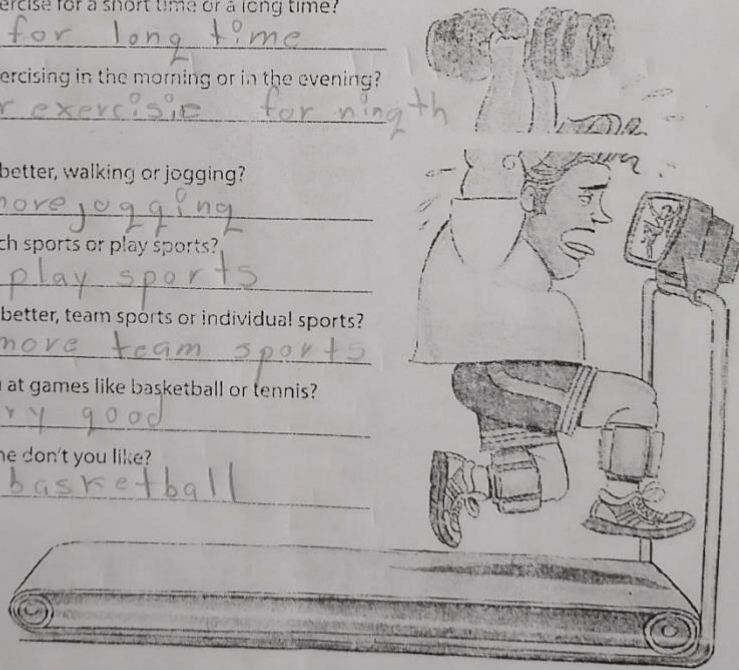 ercise for a short time or a long time?
for long time
ercising in the morning or in the evening?
r exercisie for ningth
better, walking or jogging?
more jogging
ch sports or play sports?
play sports
better, team sports or individual sports?
more team sports
at games like basketball or tennis?
ry good
me don't you like?
basketball